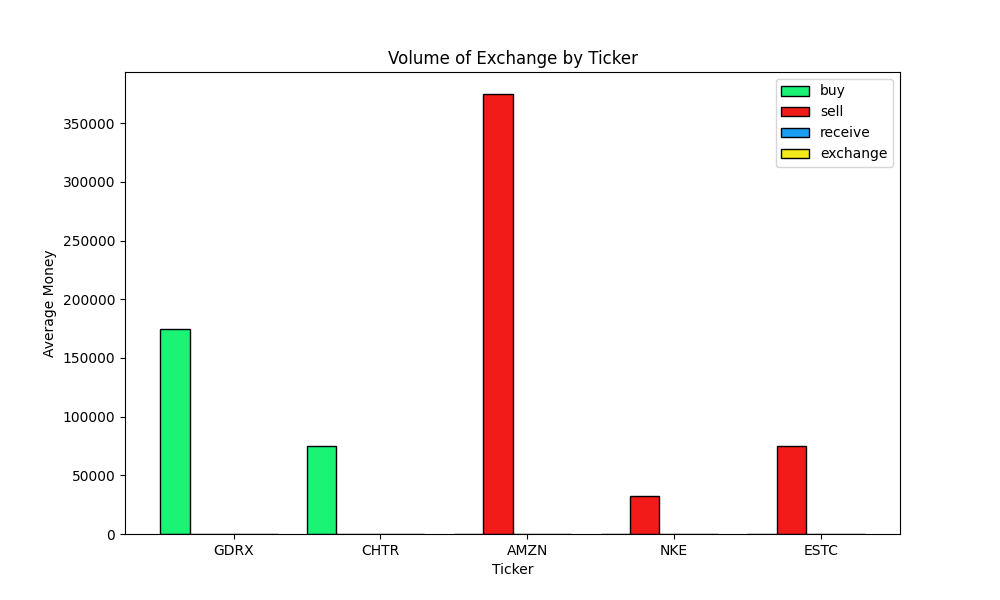 Volume of Exchange by Ticker
buy
sell
receive
exchange
350000
300000
250000
200000
150000
100000
50000
0
Average Money
GDRX CHTR AMZN NKE ESTC
Ticker